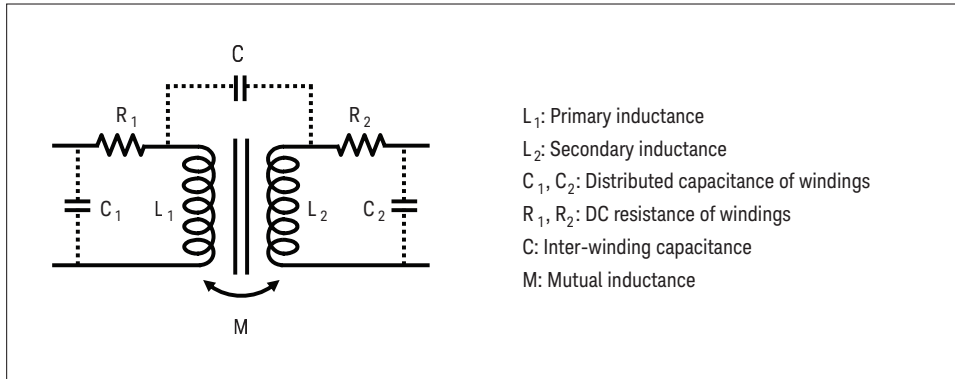 C
R1
R2
C1
L1
L2
C2
M
L1: Primary inductance
L2: Secondary inductance
C1, C2: Distributed capacitance of windings
R1, R2: DC resistance of windings
C: Inter-winding capacitance
M: Mutual inductance